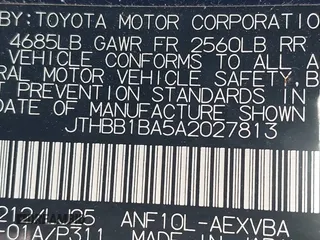 BY: TOYOTA MOTOR CORPORATION
4685LB GAWR FR 2560LB RR
VEHICLE CONFORMS TO ALL A
RAL MOTOR VEHICLE SAFETY, B
T PREVENTION STANDARDS IN
E DATE OF MANUFACTURE SHOW
JTHBB1BA5A2027813
ANF10L-AEXVBA
MADE IN